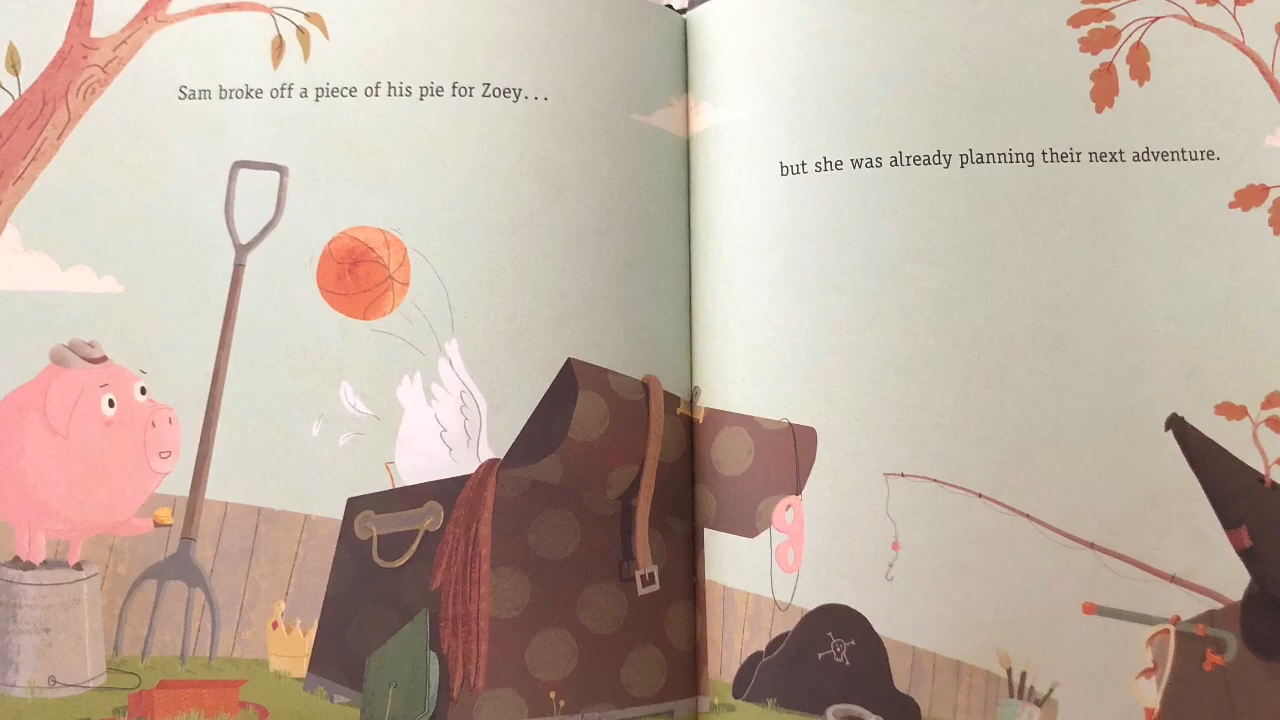 Sam broke off a piece of his pie for Zoey...
but she was already planning their next adventure.